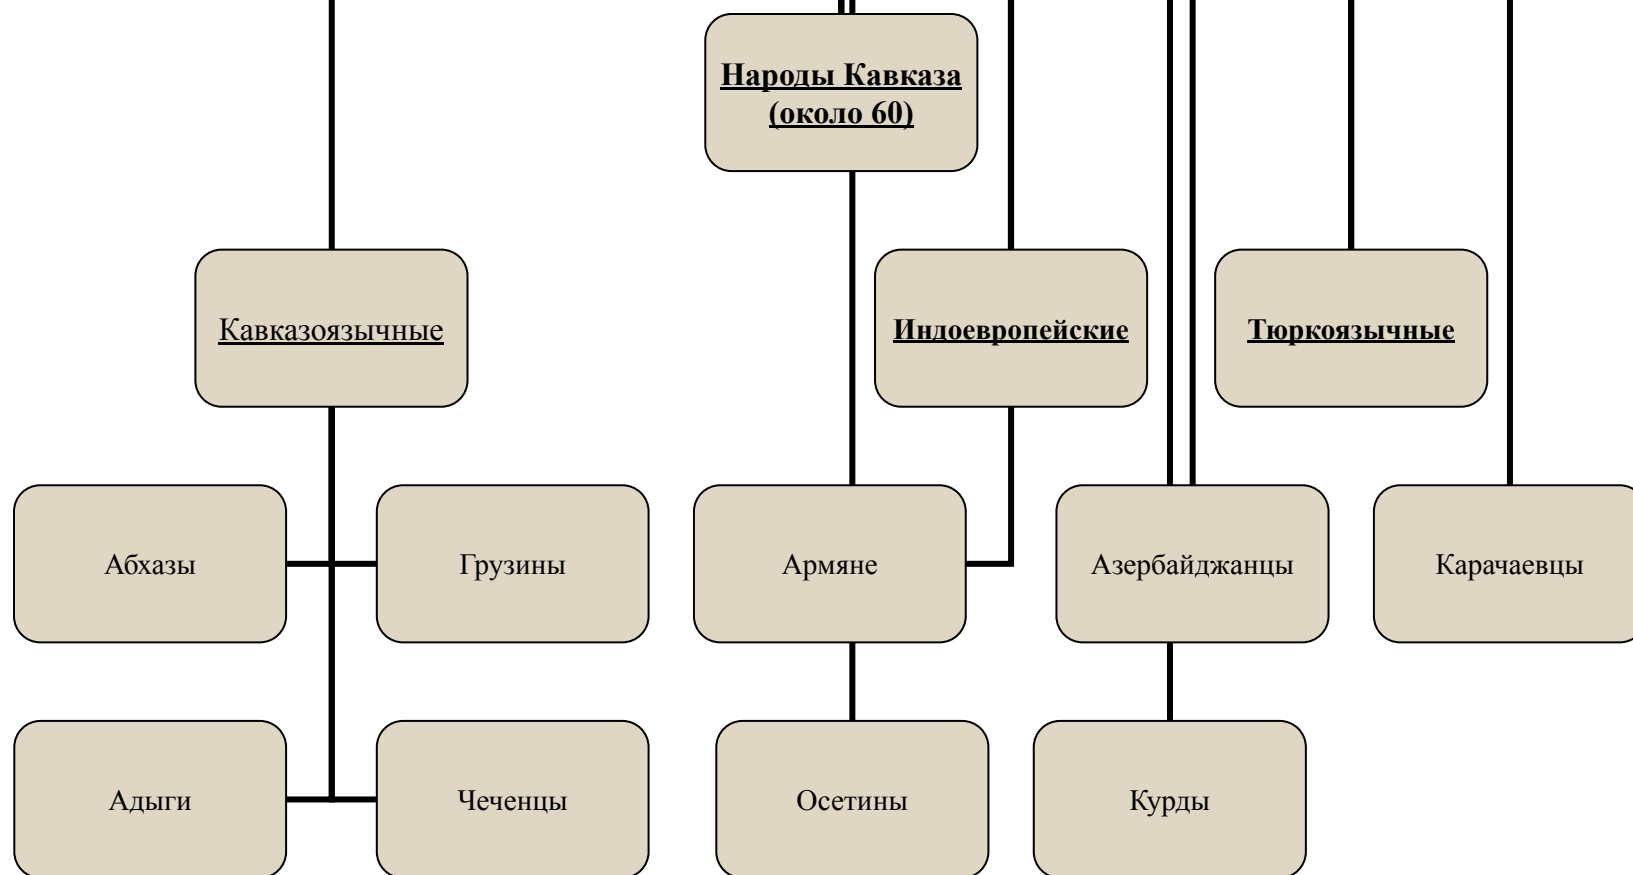 Народы Кавказа
(около 60)
Кавказоязычные
Индоевропейские
Тюркоязычные
Абхазы
Грузины
Армяне
Азербайджанцы
Карачаевцы
Адыги
Чеченцы
Осетины
Курды